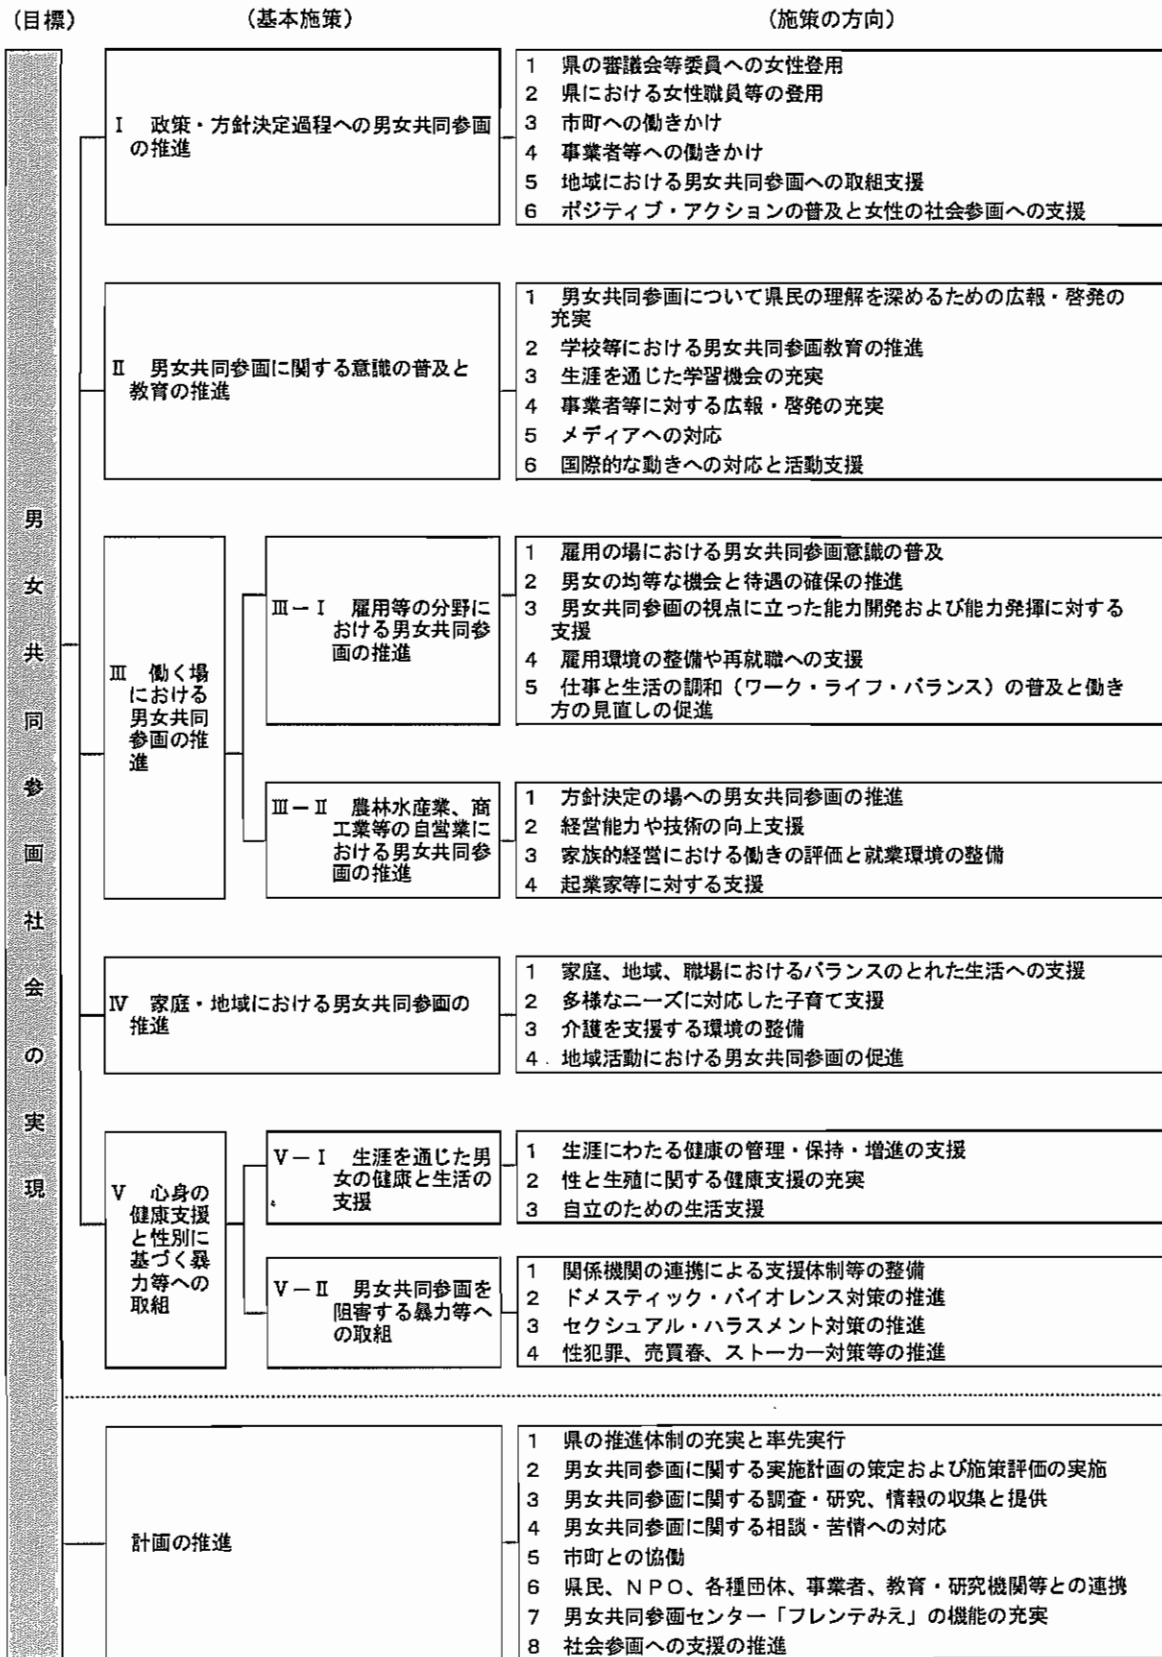 (目標) (基本施策) (施策の方向)
男女共同参画社会の実現
Ⅰ 政策・方針決定過程への男女共同参画
の推進
1 県の審議会等委員への女性登用
2 県における女性職員等の登用
3 市町への働きかけ
4 事業者等への働きかけ
5 地域における男女共同参画への取組支援
6 ポジティブ・アクションの普及と女性の社会参画への支援
Ⅱ 男女共同参画に関する意識の普及と
教育の推進
1 男女共同参画について県民の理解を深めるための広報・啓発の
充実
2 学校等における男女共同参画教育の推進
3 生涯を通じた学習機会の充実
4 事業者等に対する広報・啓発の充実
5 メディアへの対応
6 国際的な動きへの対応と活動支援
Ⅲ 働く場
における
男女共同
参画の推
進
Ⅲ-Ⅰ 雇用等の分野に
おける男女共同参
画の推進
1 雇用の場における男女共同参画意識の普及
2 男女の均等な機会と待遇の確保の推進
3 男女共同参画の視点に立った能力開発および能力発揮に対する
支援
4 雇用環境の整備や再就職への支援
5 仕事と生活の調和(ワーク・ライフ・バランス)の普及と働き
方の見直しの促進
Ⅲ-Ⅱ 農林水産業、商
工業等の自営業に
おける男女共同参
画の推進
1 方針決定の場への男女共同参画の推進
2 経営能力や技術の向上支援
3 家族的経営における働きの評価と就業環境の整備
4 起業家等に対する支援
Ⅳ 家庭・地域における男女共同参画の
推進
1 家庭、地域、職場におけるバランスのとれた生活への支援
2 多様なニーズに対応した子育て支援
3 介護を支援する環境の整備
4 地域活動における男女共同参画の促進
Ⅴ 心身の
健康支援
と性別に
基づく暴
力等への
取組
Ⅴ-Ⅰ 生涯を通じた男
女の健康と生活の
支援
1 生涯にわたる健康の管理・保持・増進の支援
2 性と生殖に関する健康支援の充実
3 自立のための生活支援
Ⅴ-Ⅱ 男女共同参画を
阻害する暴力等へ
の取組
1 関係機関の連携による支援体制等の整備
2 ドメスティック・バイオレンス対策の推進
3 セクシュアル・ハラスメント対策の推進
4 性犯罪、売買春、ストーカー対策等の推進
計画の推進
1 県の推進体制の充実と率先実行
2 男女共同参画に関する実施計画の策定および施策評価の実施
3 男女共同参画に関する調査・研究、情報の収集と提供
4 男女共同参画に関する相談・苦情への対応
5 市町との協働
6 県民、NPO、各種団体、事業者、教育・研究機関等との連携
7 男女共同参画センター「フレンテみえ」の機能の充実
8 社会参画への支援の推進